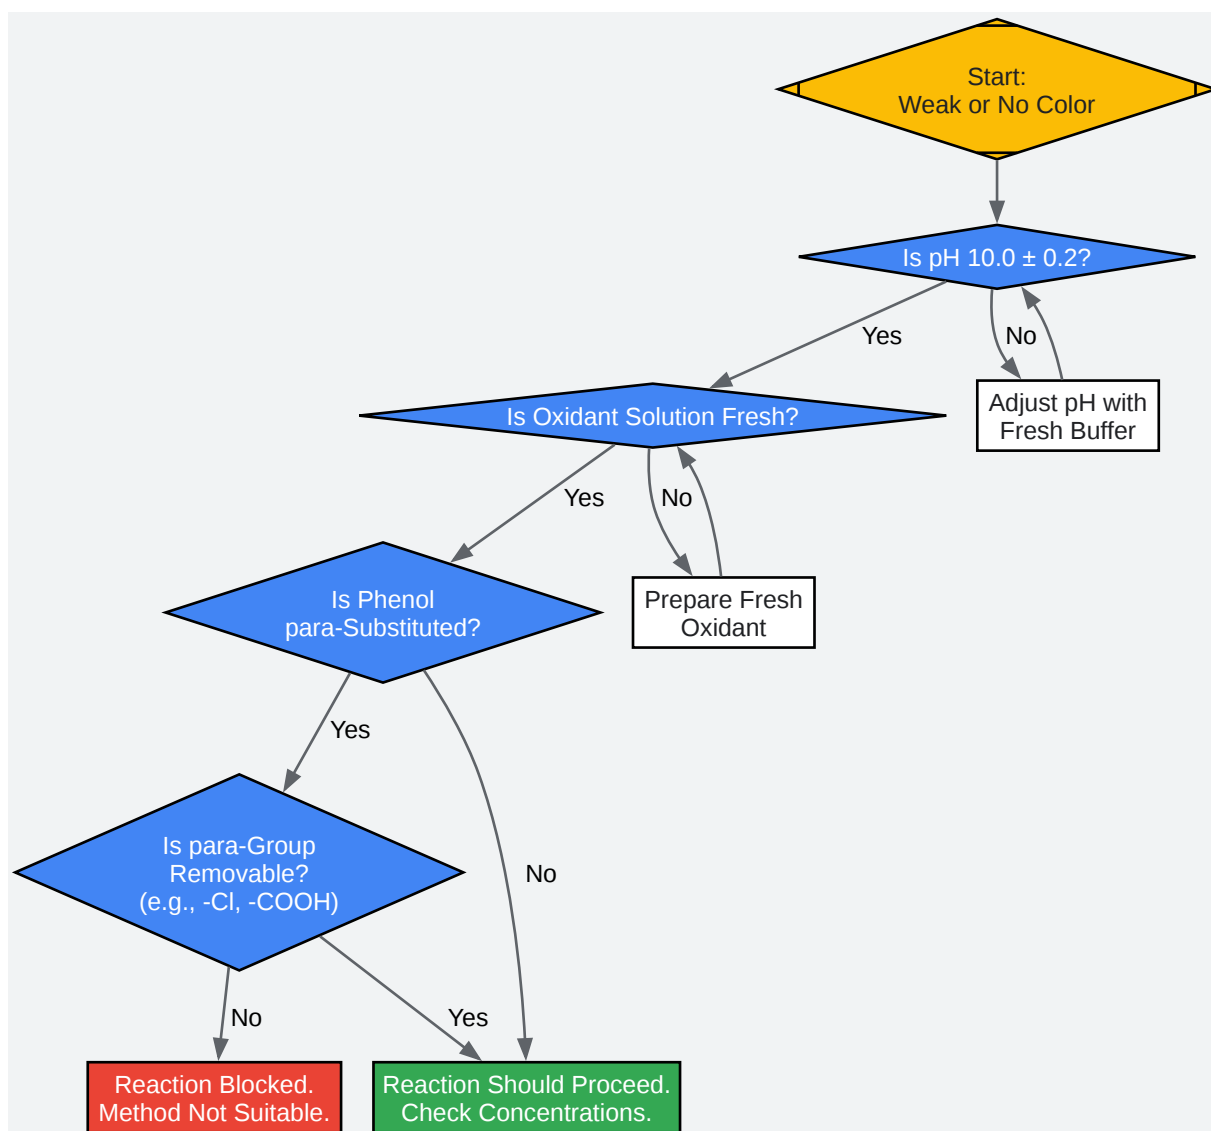 Start:
Weak or No Color
Is pH 10.0 ± 0.2?
Yes
No
Adjust pH with
Fresh Buffer
Is Oxidant Solution Fresh?
Yes
No
Prepare Fresh
Oxidant
Is Phenol
para-Substituted?
Yes
No
Is para-Group
Removable?
(e.g., -Cl, -COOH)
No
Yes
Reaction Blocked.
Method Not Suitable.
Reaction Should Proceed.
Check Concentrations.